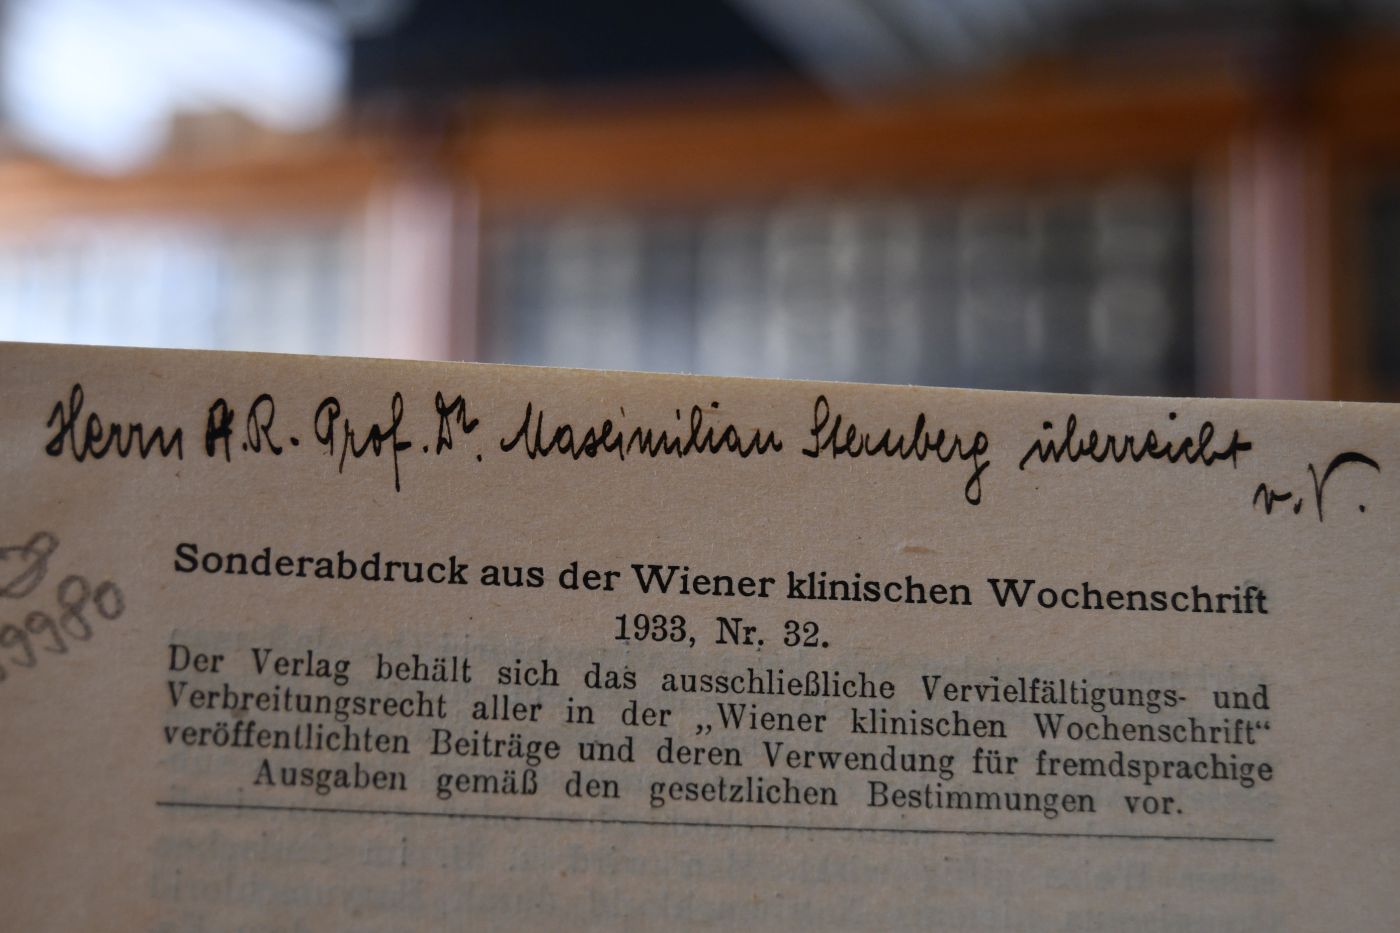 Herrn H.R. Prof. Dr. Maximilian Sternberg überreicht
v. V.
9980
Sonderabdruck aus der Wiener klinischen Wochenschrift
1933, Nr. 32.
Der Verlag behält sich das ausschließliche Vervielfältigungs- und
Verbreitungsrecht aller in der „Wiener klinischen Wochenschrift“
veröffentlichten Beiträge und deren Verwendung für fremdsprachige
Ausgaben gemäß den gesetzlichen Bestimmungen vor.